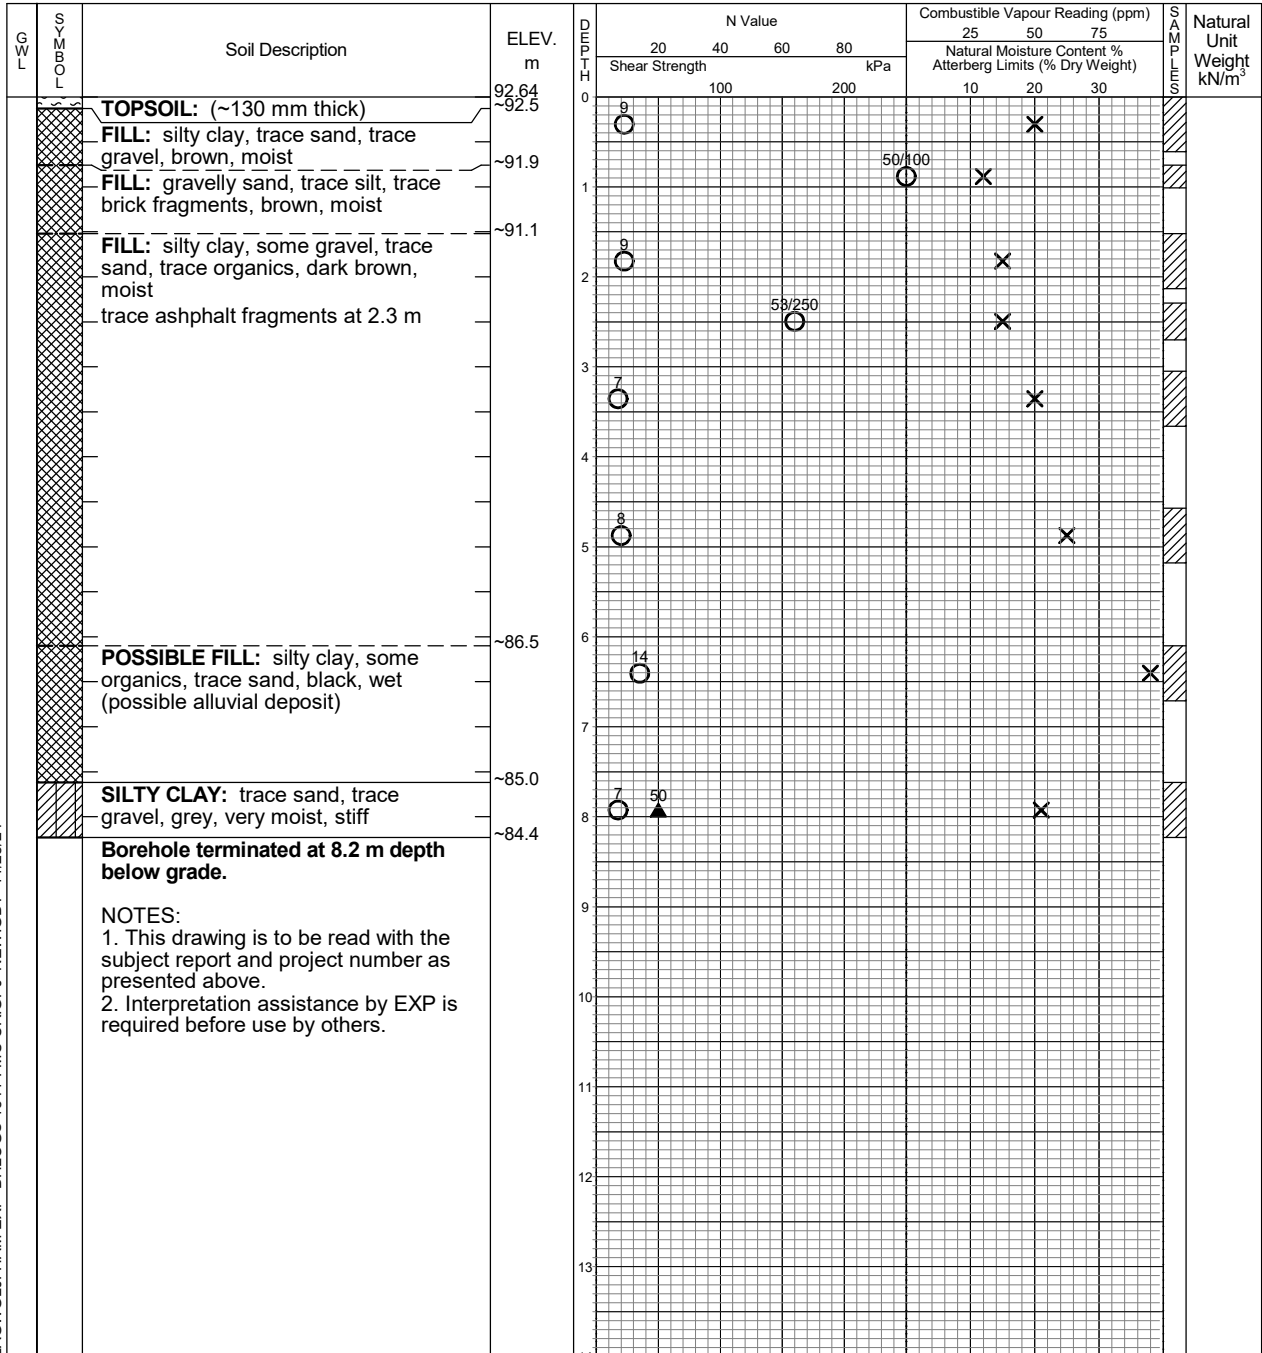 GWL
SYMBOL
Soil Description
ELEV.
m
DEPTH
N Value
20 40 60 80
Shear Strength kPa
100 200
Combustible Vapour Reading (ppm)
25 50 75
Natural Moisture Content %
Atterberg Limits (% Dry Weight)
10 20 30
SAMPLES
Natural
Unit
Weight
kN/m³
92.64
0
TOPSOIL: (~130 mm thick)
~92.5
FILL: silty clay, trace sand, trace
gravel, brown, moist
9
~91.9
50/100
FILL: gravelly sand, trace silt, trace
brick fragments, brown, moist
1
~91.1
FILL: silty clay, some gravel, trace
sand, trace organics, dark brown,
moist
9
2
trace ashphalt fragments at 2.3 m
53/250
3
7
4
8
5
6
~86.5
POSSIBLE FILL: silty clay, some
organics, trace sand, black, wet
(possible alluvial deposit)
14
7
~85.0
SILTY CLAY: trace sand, trace
gravel, grey, very moist, stiff
7 50
8
~84.4
Borehole terminated at 8.2 m depth
below grade.
9
NOTES:
1. This drawing is to be read with the
subject report and project number as
presented above.
2. Interpretation assistance by EXP is
required before use by others.
10
11
12
13